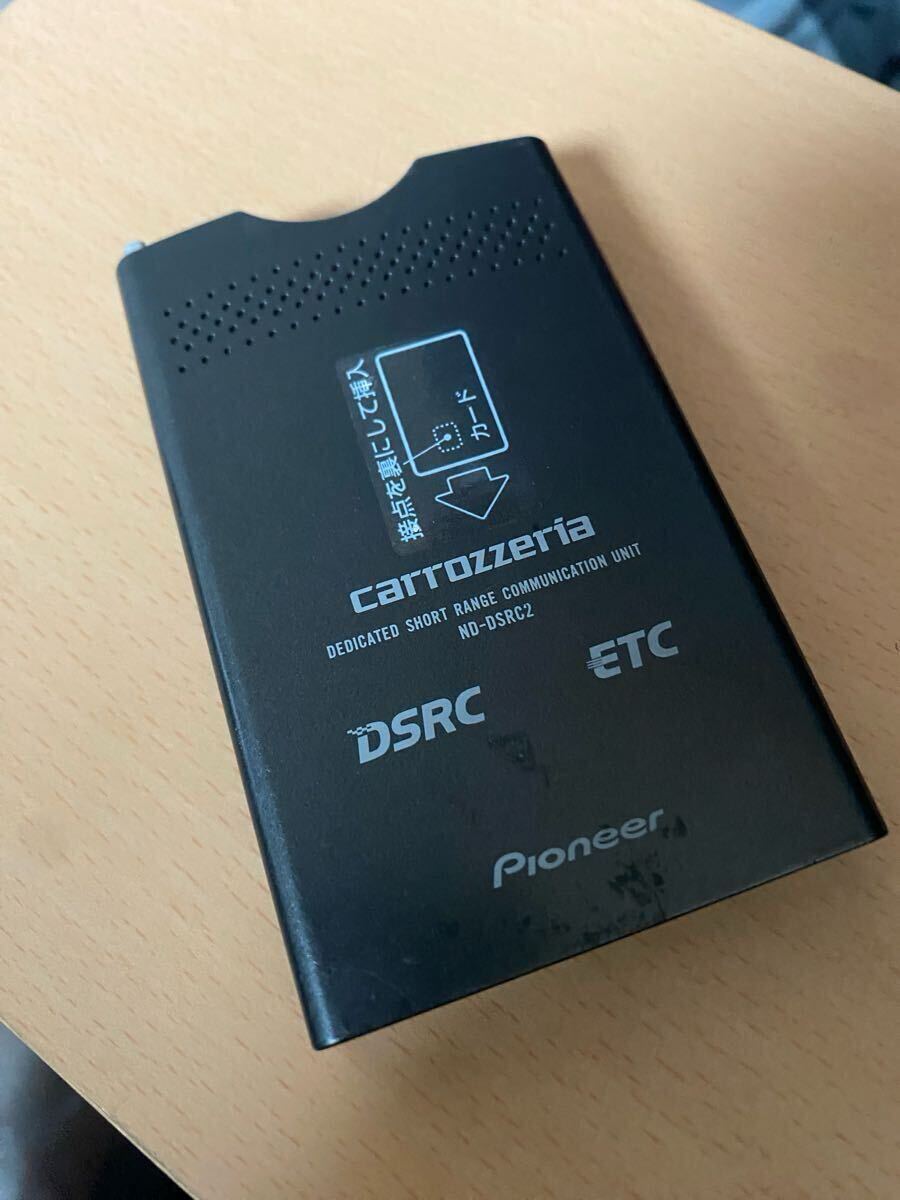 接点を裏にして挿入
カード
carrozzeria
DEDICATED SHORT RANGE COMMUNICATION UNIT
ND-DSRC2
ETC
DSRC
Pioneer